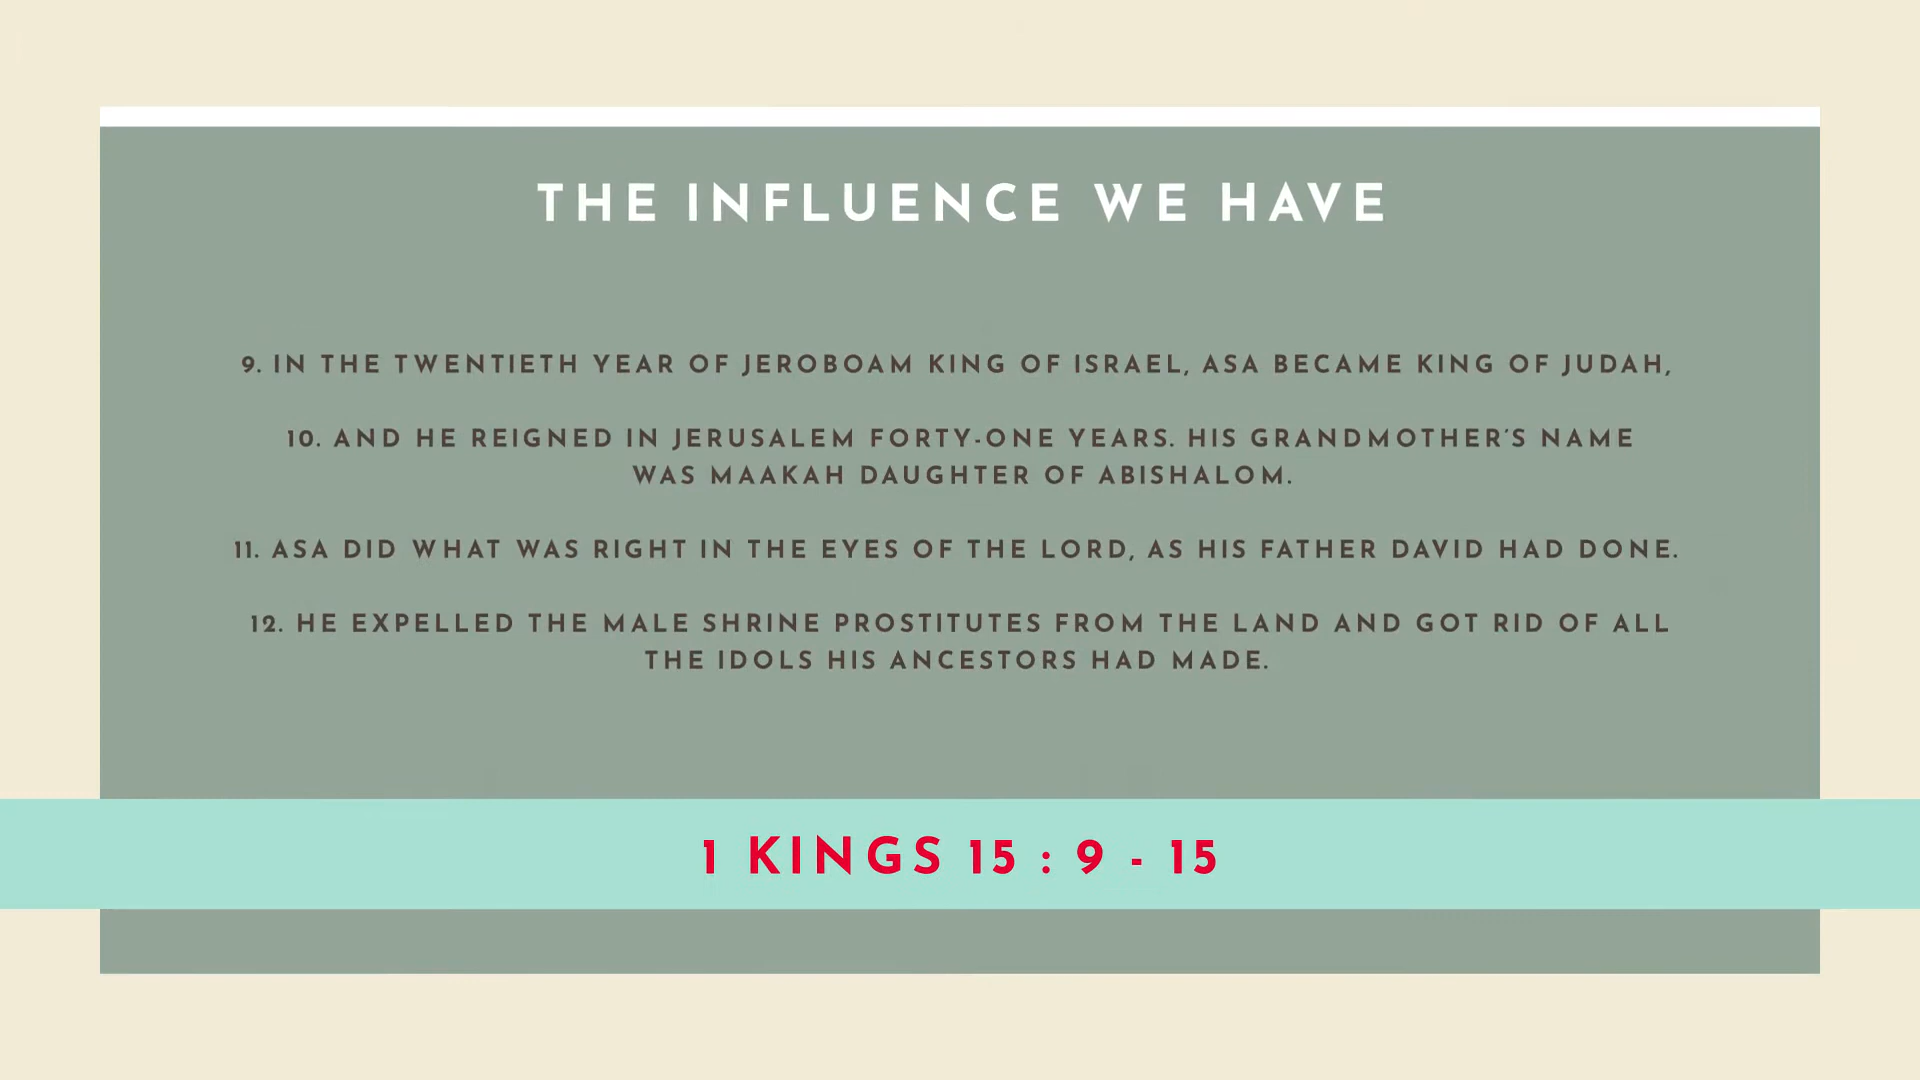 THE INFLUENCE WE HAVE
9. IN THE TWENTIETH YEAR OF JEROBOAM KING OF ISRAEL, ASA BECAME KING OF JUDAH,
10. AND HE REIGNED IN JERUSALEM FORTY-ONE YEARS. HIS GRANDMOTHER'S NAME
WAS MAAKAH DAUGHTER OF ABISHALOM.
11. ASA DID WHAT WAS RIGHT IN THE EYES OF THE LORD, AS HIS FATHER DAVID HAD DONE.
12. HE EXPELLED THE MALE SHRINE PROSTITUTES FROM THE LAND AND GOT RID OF ALL
THE IDOLS HIS ANCESTORS HAD MADE.
1 KINGS 15 : 9 - 15